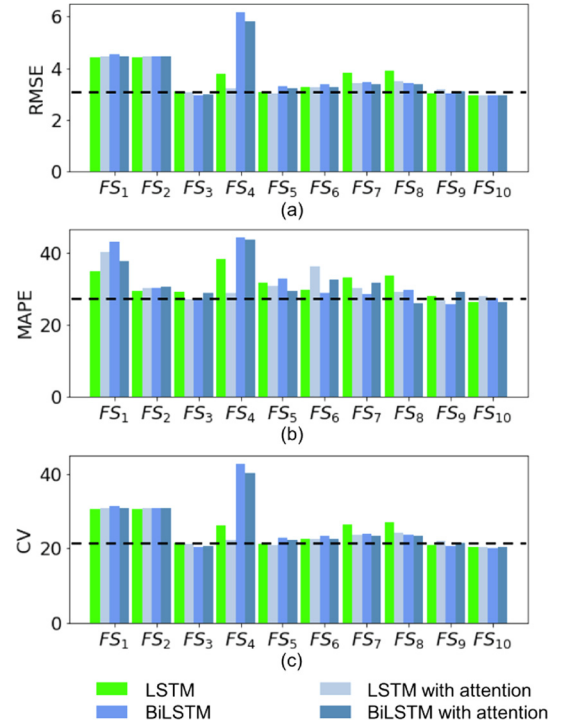 RMSE
6
4
2
0
FS1 FS2 FS3 FS4 FS5 FS6 FS7 FS8 FS9 FS10
(a)
MAPE
40
20
0
FS1 FS2 FS3 FS4 FS5 FS6 FS7 FS8 FS9 FS10
(b)
CV
40
20
0
FS1 FS2 FS3 FS4 FS5 FS6 FS7 FS8 FS9 FS10
(c)
LSTM LSTM with attention
BiLSTM BiLSTM with attention